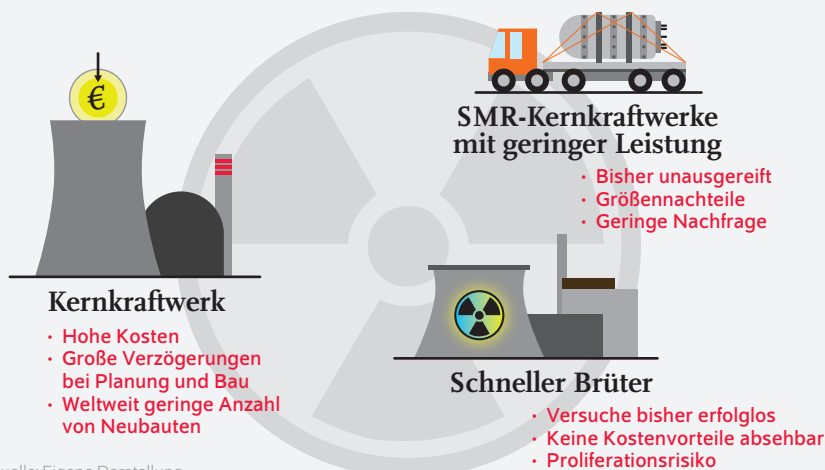 €
SMR-Kernkraftwerke
mit geringer Leistung
· Bisher unausgereift
· Größennachteile
· Geringe Nachfrage
Kernkraftwerk
· Hohe Kosten
· Große Verzögerungen
bei Planung und Bau
· Weltweit geringe Anzahl
von Neubauten
Schneller Brüter
· Versuche bisher erfolglos
· Keine Kostenvorteile absehbar
· Proliferationsrisiko